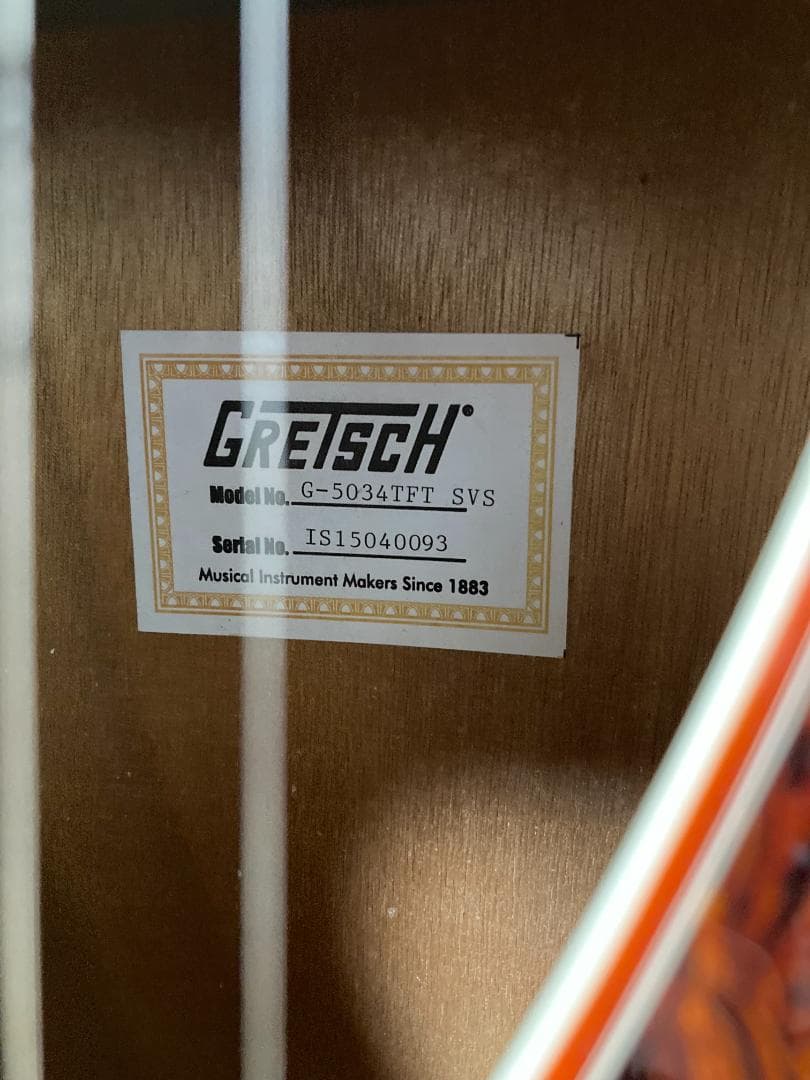 GRETSCH®
Model No. G-5034TFT SVS
Serial No. IS15040093
Musical Instrument Makers Since 1883